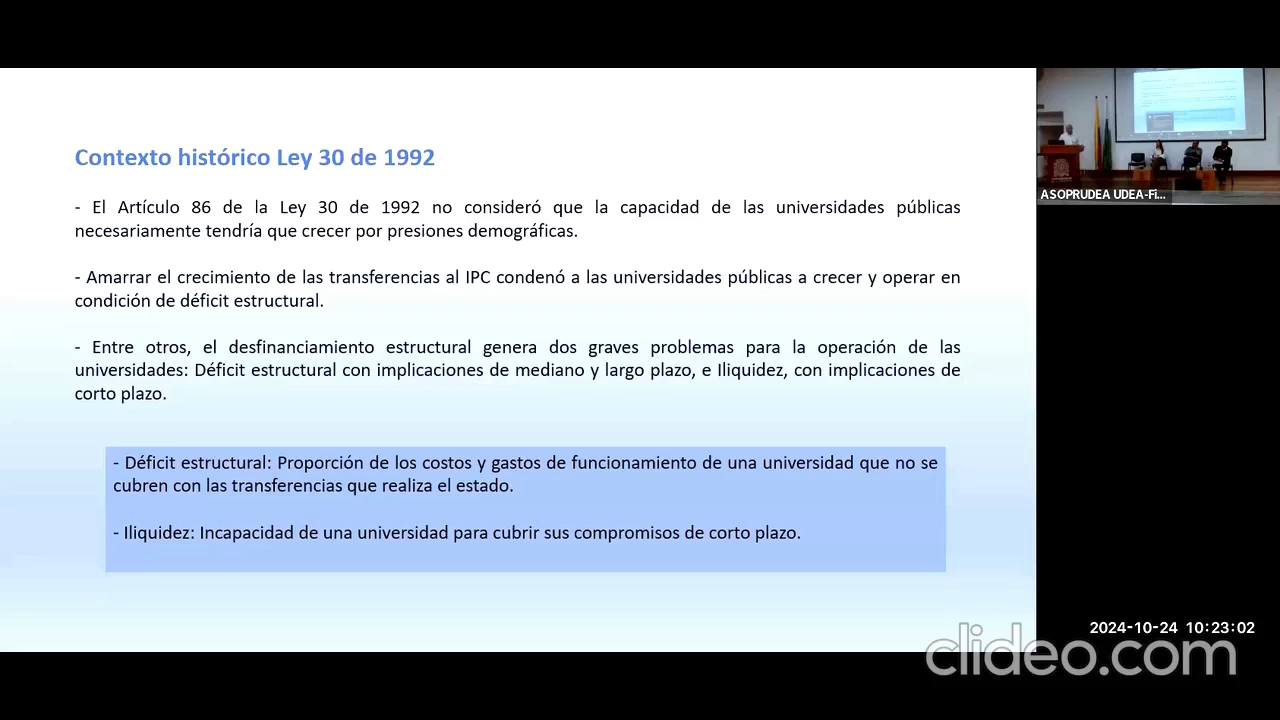 Contexto histórico Ley 30 de 1992
- El Artículo 86 de la Ley 30 de 1992 no consideró que la capacidad de las universidades públicas
necesariamente tendría que crecer por presiones demográficas.
- Amarrar el crecimiento de las transferencias al IPC condenó a las universidades públicas a crecer y operar en
condición de déficit estructural.
- Entre otros, el desfinanciamiento estructural genera dos graves problemas para la operación de las
universidades: Déficit estructural con implicaciones de mediano y largo plazo, e Iliquidez, con implicaciones de
corto plazo.
- Déficit estructural: Proporción de los costos y gastos de funcionamiento de una universidad que no se
cubren con las transferencias que realiza el estado.
- Iliquidez: Incapacidad de una universidad para cubrir sus compromisos de corto plazo.
ASOPRUDEA UDEA-Fi...
2024-10-24 10:23:02
clideo.com